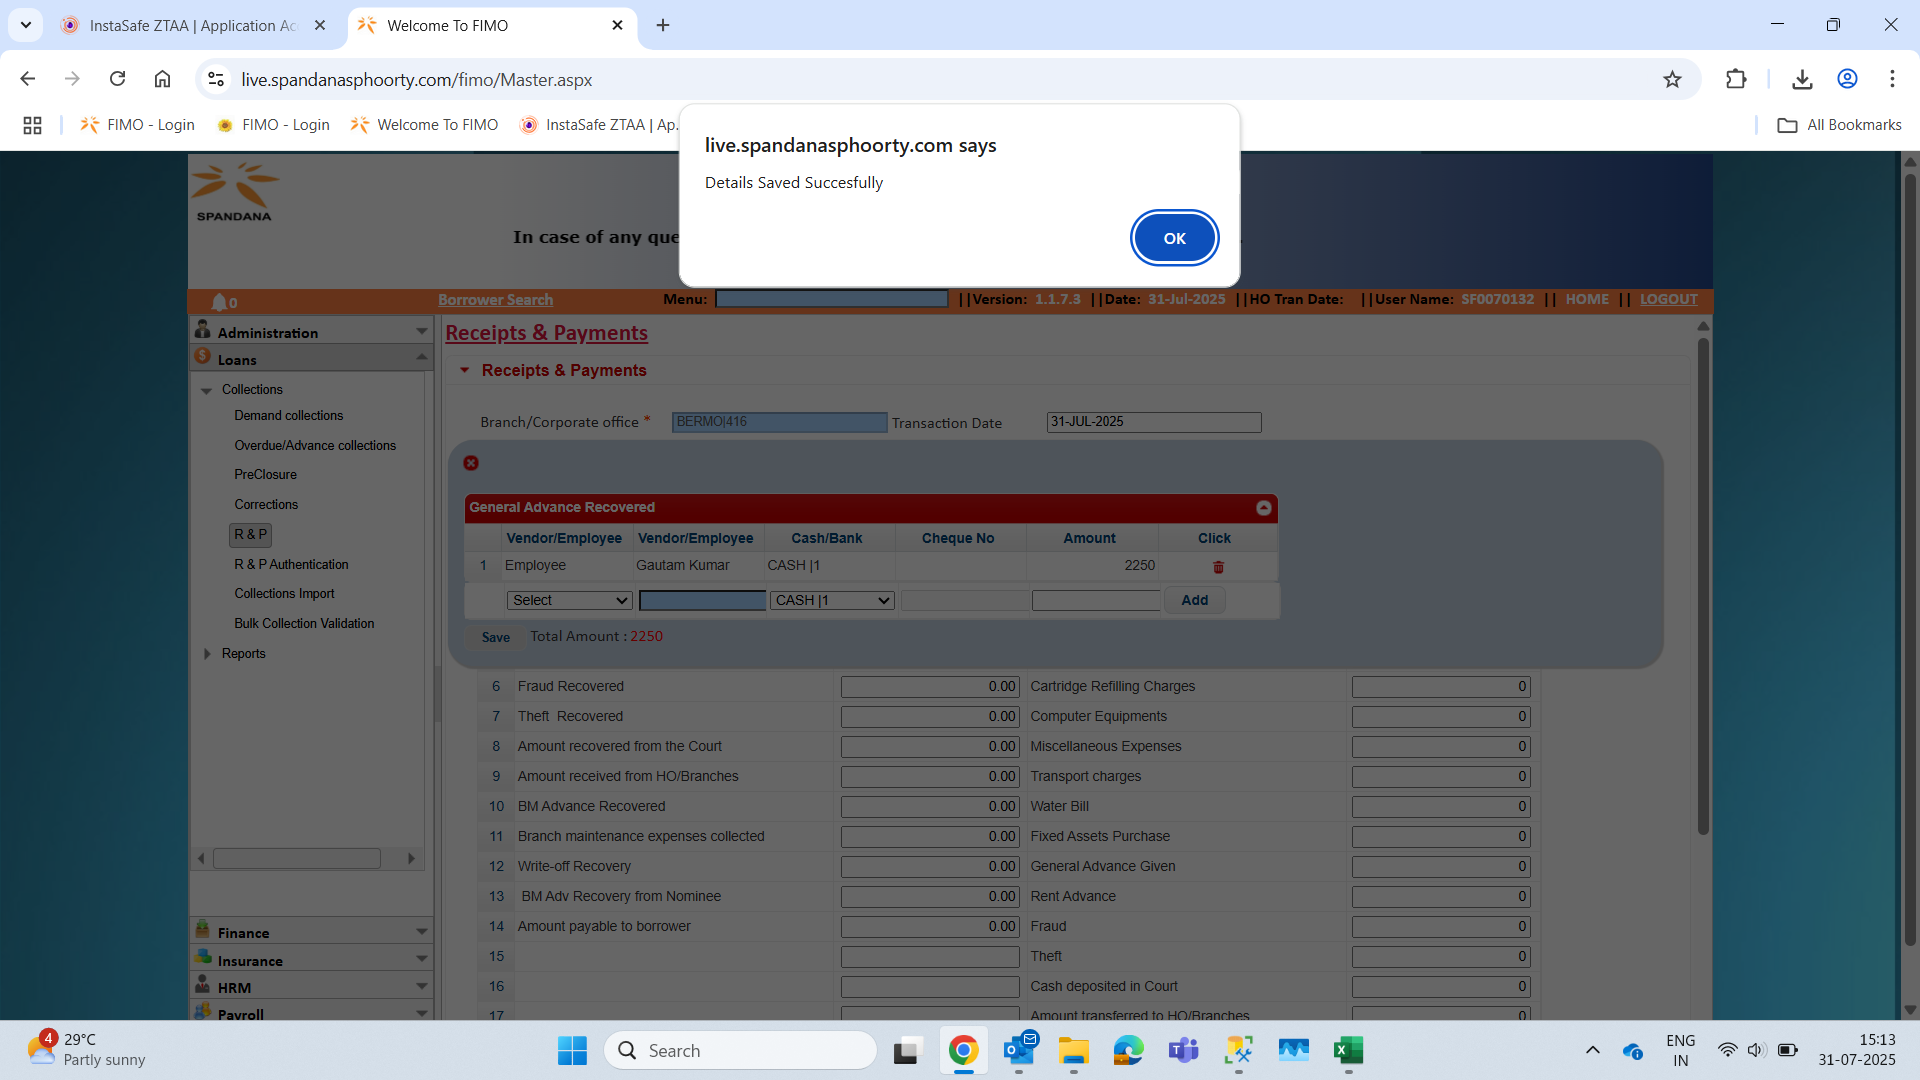 InstaSafe ZTAA | Application Ac
Welcome To FIMO
live.spandanasphoorty.com/fimo/Master.aspx
FIMO - Login
FIMO - Login
Welcome To FIMO
InstaSafe ZTAA | Ap.
All Bookmarks
live.spandanasphoorty.com says
Details Saved Succesfully
OK
SPANDANA
In case of any que
0
Borrower Search
Menu:
||Version: 1.1.7.3 ||Date: 31-Jul-2025 ||HO Tran Date: ||User Name: SF0070132 || HOME || LOGOUT
Administration
Loans
Collections
Demand collections
Overdue/Advance collections
PreClosure
Corrections
R & P
R & P Authentication
Collections Import
Bulk Collection Validation
Reports
Finance
Insurance
HRM
Payroll
Receipts & Payments
Receipts & Payments
Branch/Corporate office * BERMO|416 Transaction Date 31-JUL-2025
General Advance Recovered
Vendor/Employee Vendor/Employee Cash/Bank Cheque No Amount Click
1 Employee Gautam Kumar CASH |1 2250
Select CASH |1 Add
Save Total Amount : 2250
6 Fraud Recovered 0.00 Cartridge Refilling Charges 0
7 Theft Recovered 0.00 Computer Equipments 0
8 Amount recovered from the Court 0.00 Miscellaneous Expenses 0
9 Amount received from HO/Branches 0.00 Transport charges 0
10 BM Advance Recovered 0.00 Water Bill 0
11 Branch maintenance expenses collected 0.00 Fixed Assets Purchase 0
12 Write-off Recovery 0.00 General Advance Given 0
13 BM Adv Recovery from Nominee 0.00 Rent Advance 0
14 Amount payable to borrower 0.00 Fraud 0
15 Theft 0
16 Cash deposited in Court 0
17 Amount transferred to HO/Branches 0
4
29°C
Partly sunny
Search
ENG
IN
15:13
31-07-2025